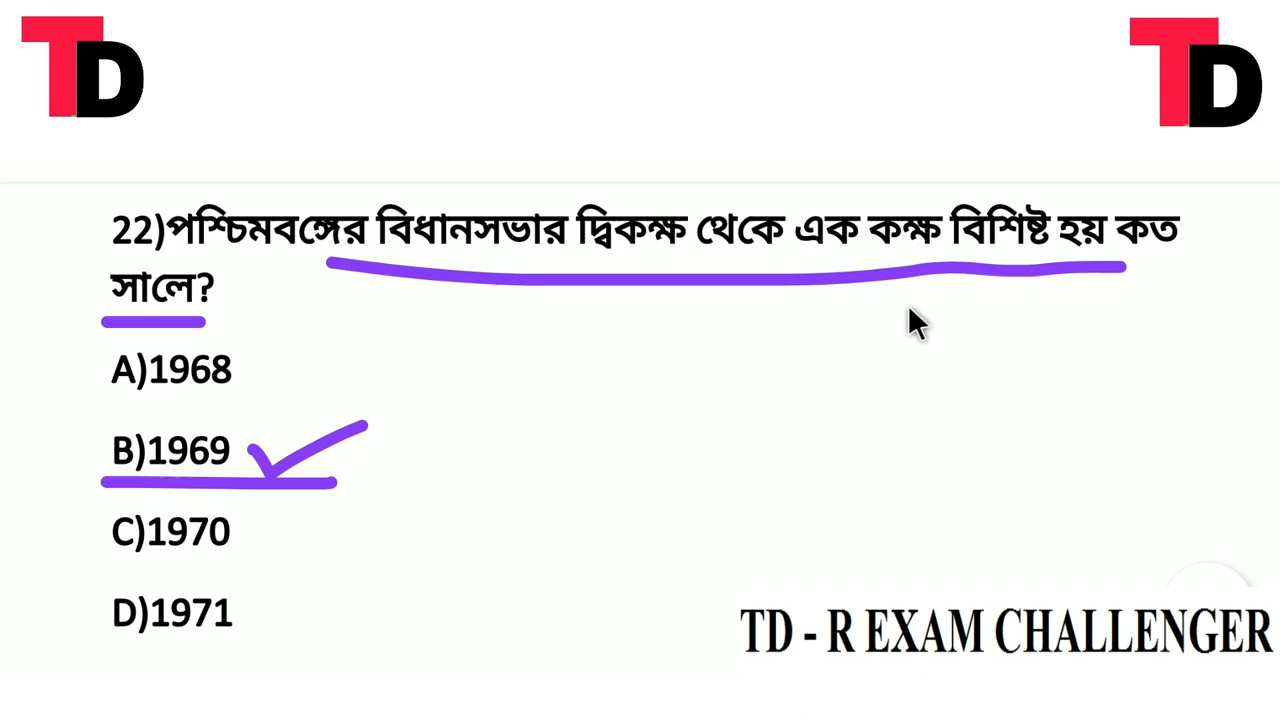 TD TD
22)পশ্চিমবঙ্গের বিধানসভার দ্বিকক্ষ থেকে এক কক্ষ বিশিষ্ট হয় কত
সালে?
A)1968
B)1969
C)1970
D)1971
TD - R EXAM CHALLENGER